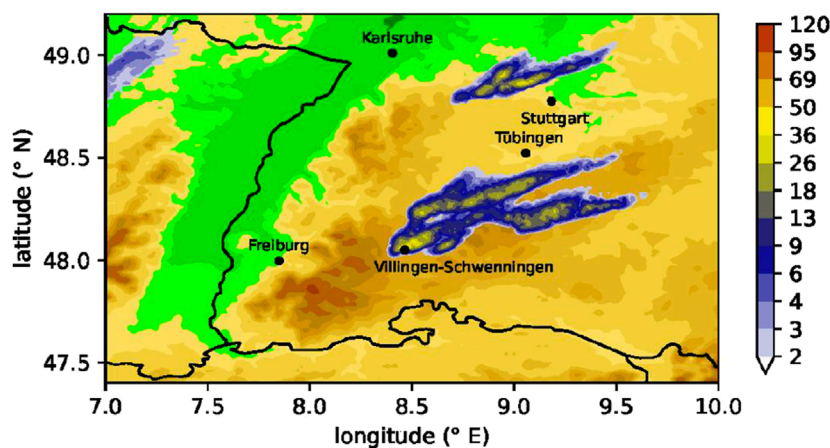 Karlsruhe
Stuttgart
Tübingen
Freiburg
Villingen-Schwenningen
latitude (° N)
49.0
48.5
48.0
47.5
7.0 7.5 8.0 8.5 9.0 9.5 10.0
longitude (° E)
120
95
69
50
36
26
18
13
9
6
4
3
2